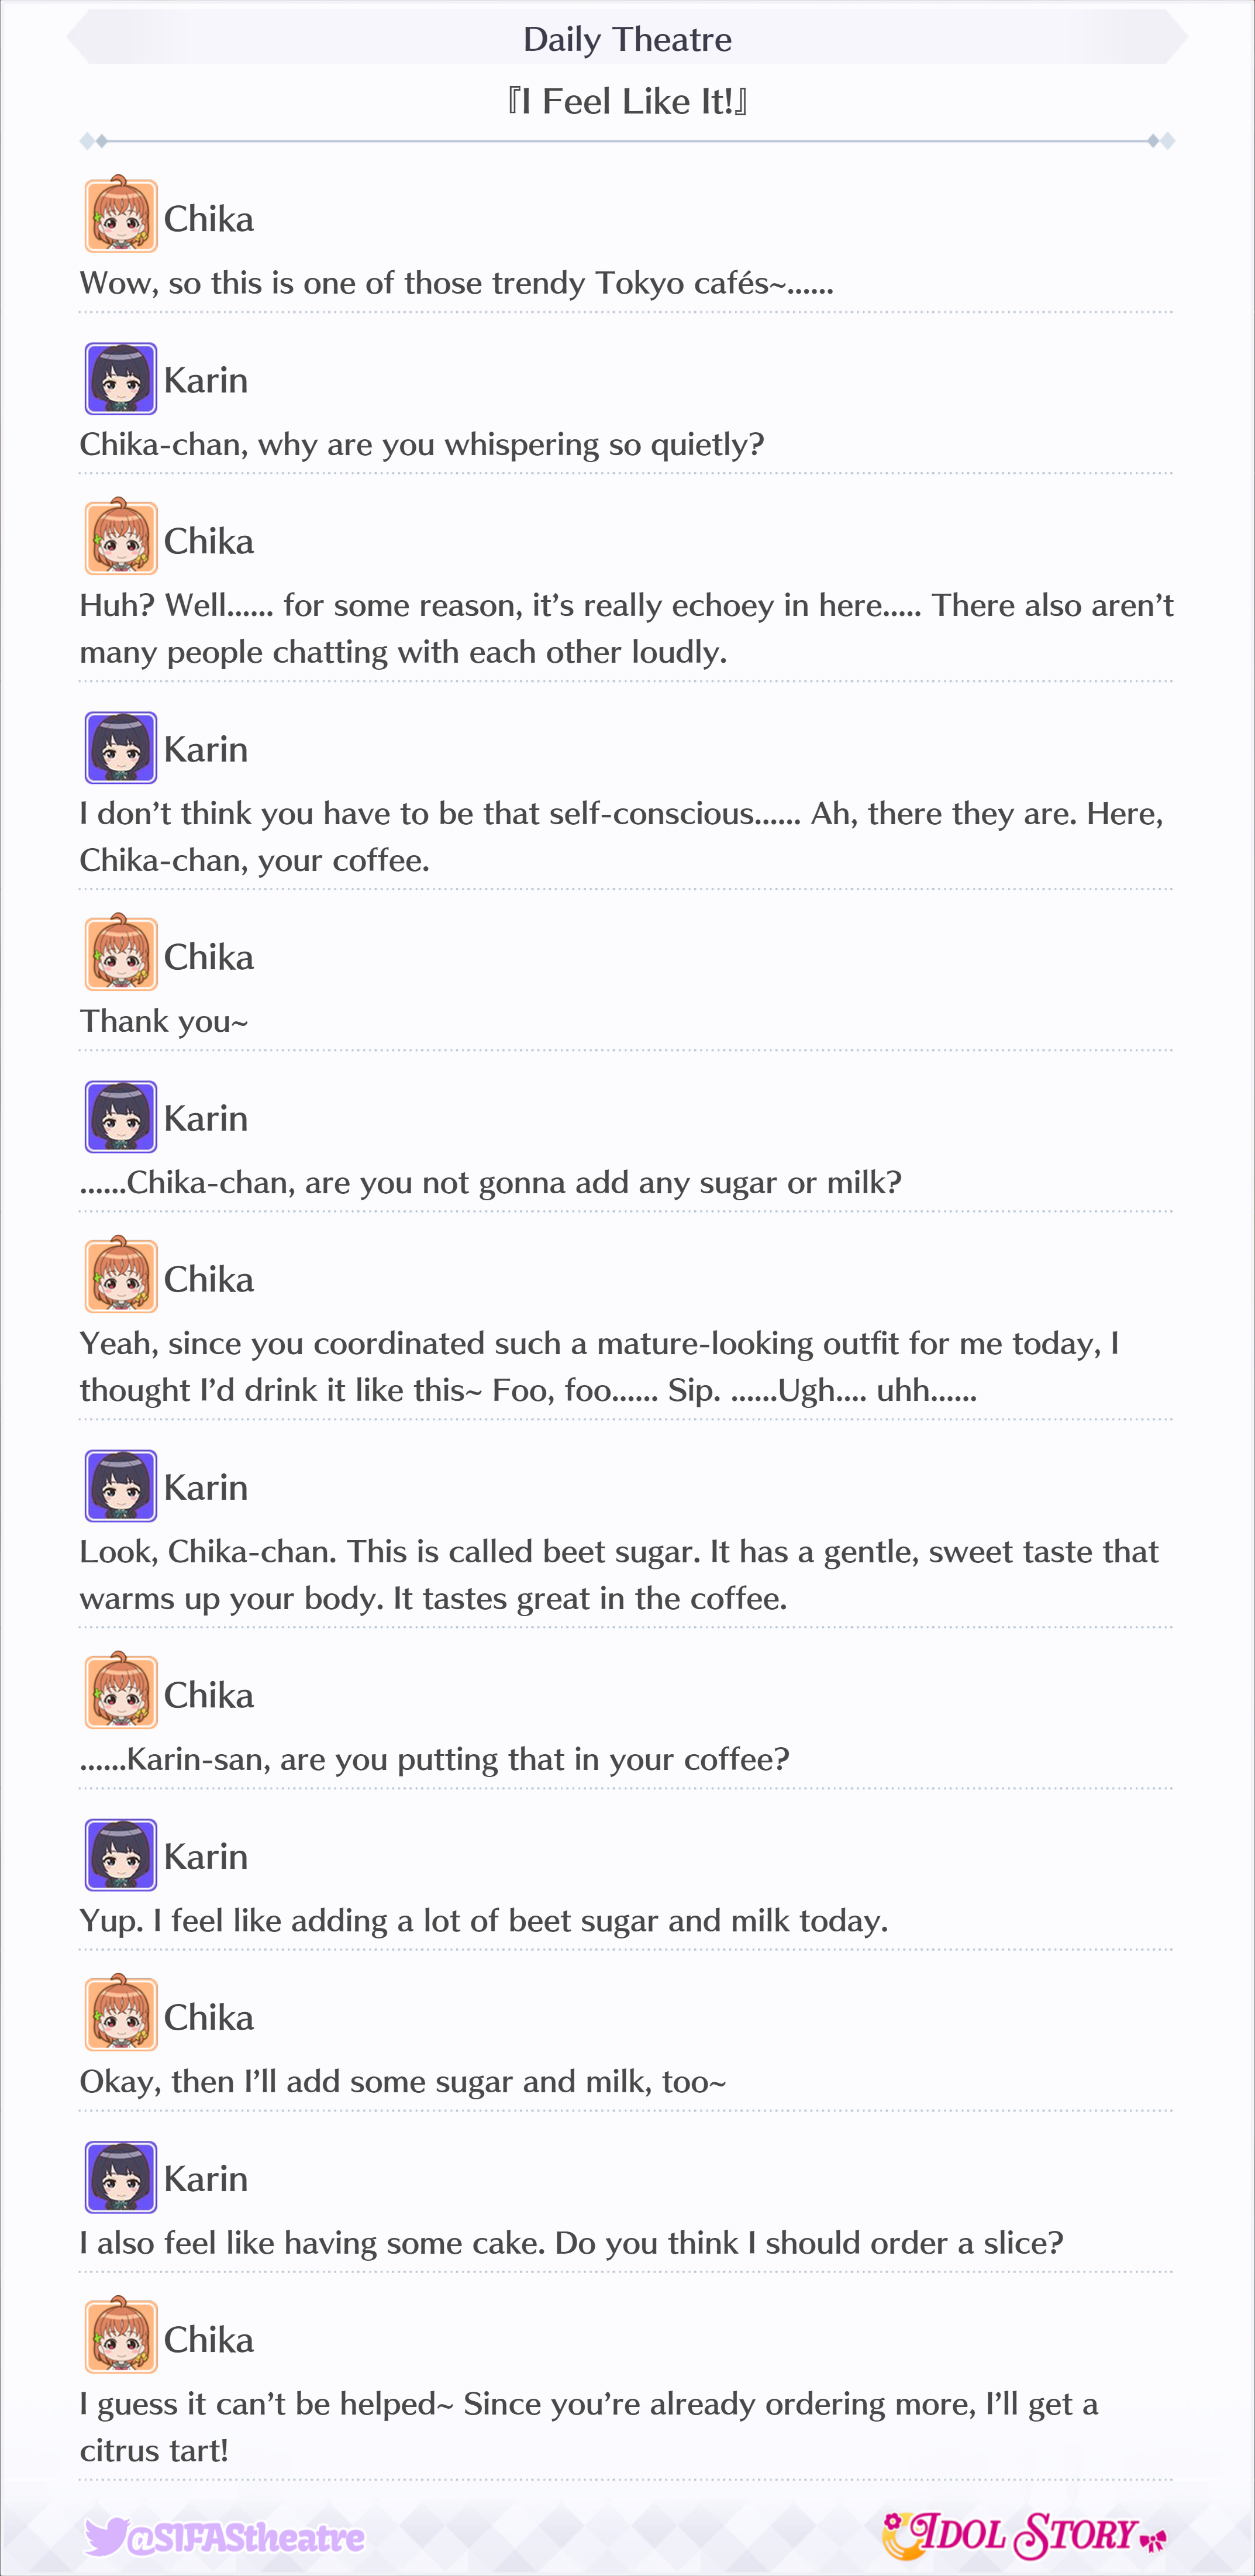 Daily Theatre
『I Feel Like It!』
Chika
Wow, so this is one of those trendy Tokyo cafés~......
Karin
Chika-chan, why are you whispering so quietly?
Chika
Huh? Well...... for some reason, it’s really echoey in here..... There also aren’t
many people chatting with each other loudly.
Karin
I don’t think you have to be that self-conscious...... Ah, there they are. Here,
Chika-chan, your coffee.
Chika
Thank you~
Karin
......Chika-chan, are you not gonna add any sugar or milk?
Chika
Yeah, since you coordinated such a mature-looking outfit for me today, I
thought I’d drink it like this~ Foo, foo...... Sip. ......Ugh.... uhh......
Karin
Look, Chika-chan. This is called beet sugar. It has a gentle, sweet taste that
warms up your body. It tastes great in the coffee.
Chika
......Karin-san, are you putting that in your coffee?
Karin
Yup. I feel like adding a lot of beet sugar and milk today.
Chika
Okay, then I’ll add some sugar and milk, too~
Karin
I also feel like having some cake. Do you think I should order a slice?
Chika
I guess it can’t be helped~ Since you’re already ordering more, I’ll get a
citrus tart!
@SIFAStheatre
IDOL STORY